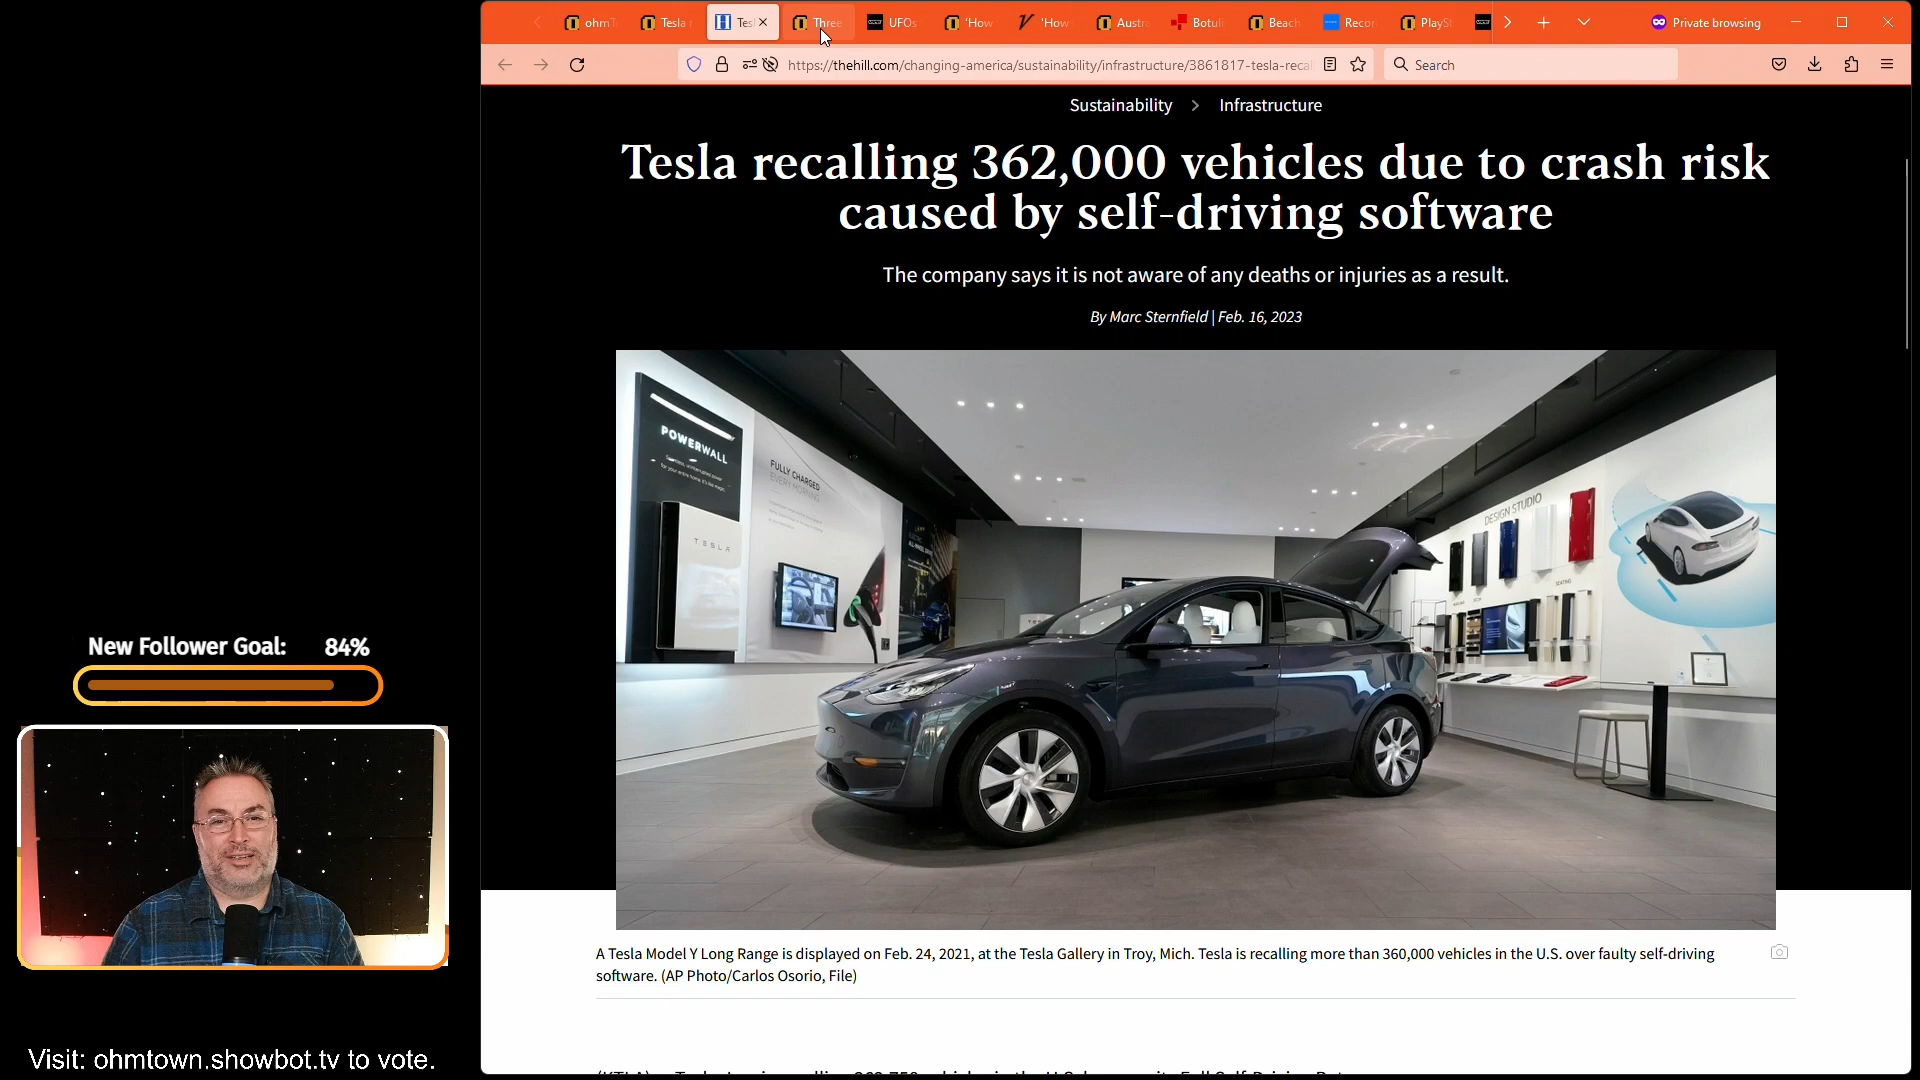 ohmT
Tesla r
Tes
Three
UFOs
'How
'How
Austra
Botuli
Beach
Recor
PlaySt
Private browsing
https://thehill.com/changing-america/sustainability/infrastructure/3861817-tesla-recal
Search
Sustainability > Infrastructure
Tesla recalling 362,000 vehicles due to crash risk
caused by self-driving software
The company says it is not aware of any deaths or injuries as a result.
By Marc Sternfield | Feb. 16, 2023
POWERWALL
FULLY CHARGED
EVERY MORNING
TESLA
DESIGN STUDIO
A Tesla Model Y Long Range is displayed on Feb. 24, 2021, at the Tesla Gallery in Troy, Mich. Tesla is recalling more than 360,000 vehicles in the U.S. over faulty self-driving
software. (AP Photo/Carlos Osorio, File)
New Follower Goal: 84%
Visit: ohmtown.showbot.tv to vote.